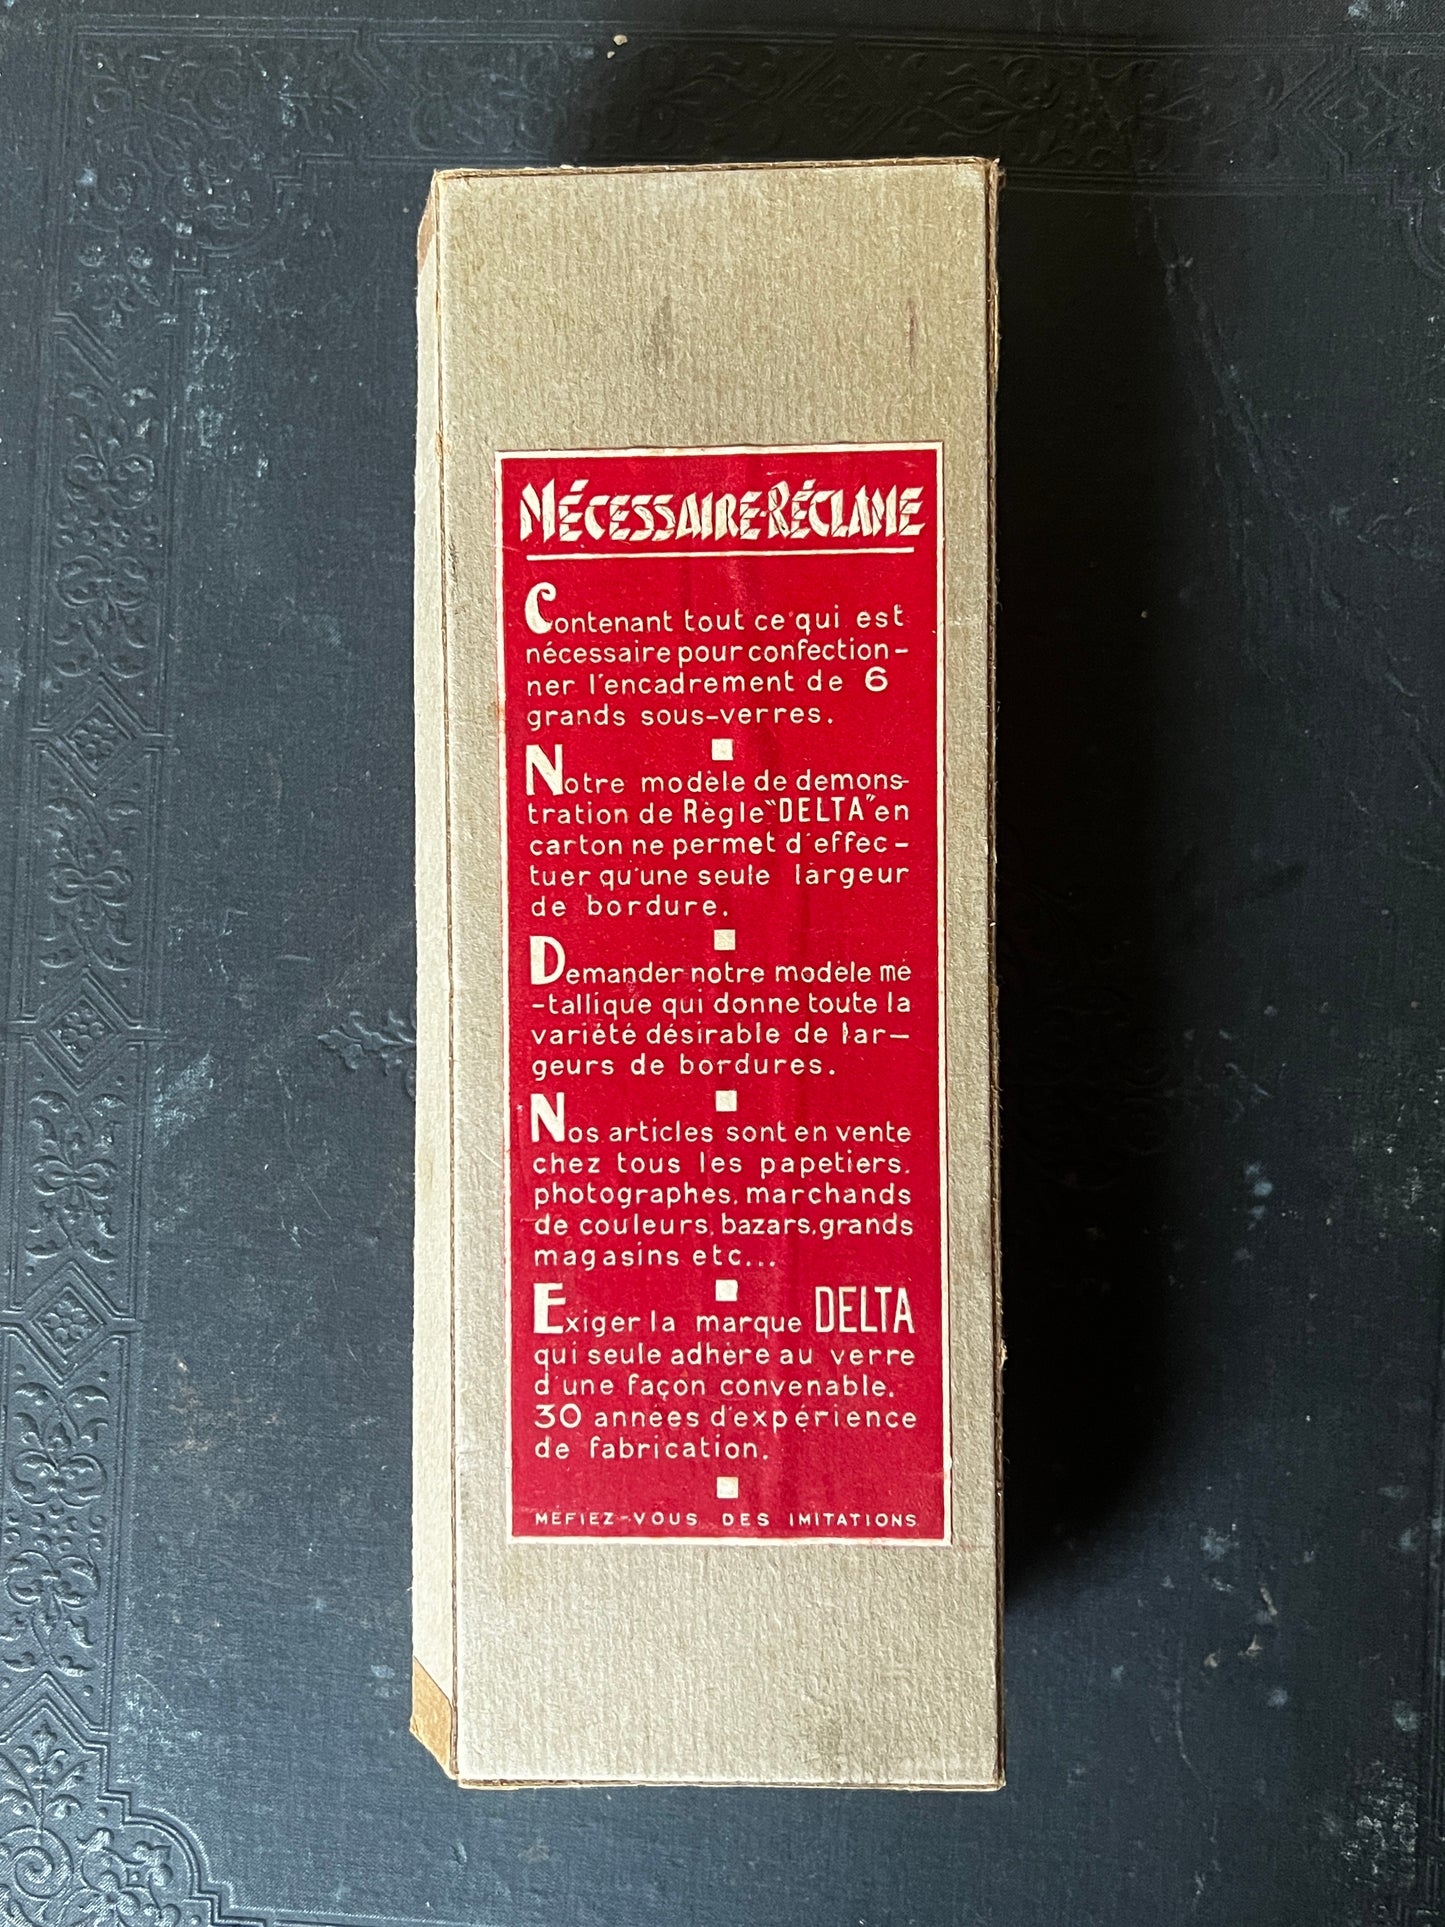 NÉCESSAIRE-RÉCLAME
Contenant tout ce qui est
nécessaire pour confection-
ner l'encadrement de 6
grands sous-verres.
Notre modèle de demons-
tration de Règle "DELTA" en
carton ne permet d'effec-
tuer qu'une seule largeur
de bordure.
Demander notre modèle mé
-tallique qui donne toute la
variété désirable de lar-
geurs de bordures.
Nos articles sont en vente
chez tous les papetiers.
photographes, marchands
de couleurs, bazars, grands
magasins etc...
Exiger la marque DELTA
qui seule adhère au verre
d'une façon convenable.
30 années d'expérience
de fabrication.
MÉFIEZ-VOUS DES IMITATIONS